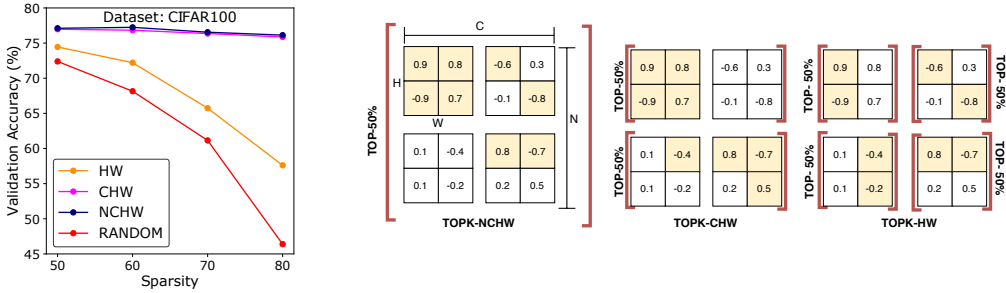 Dataset: CIFAR100
Validation Accuracy (%)
80
75
70
65
60
55
50
45
50 60 70 80
Sparsity
HW
CHW
NCHW
RANDOM
TOP-50%
C
H
W
N
0.9 0.8 -0.6 0.3
-0.9 0.7 -0.1 -0.8
0.1 -0.4 0.8 -0.7
0.1 -0.2 0.2 0.5
TOPK-NCHW
TOP-50%
0.9 0.8 -0.6 0.3
-0.9 0.7 -0.1 -0.8
TOP-50%
0.1 -0.4 0.8 -0.7
0.1 -0.2 0.2 0.5
TOPK-CHW
TOP- 50%
0.9 0.8 -0.6 0.3
-0.9 0.7 -0.1 -0.8
TOP- 50%
TOP- 50%
0.1 -0.4 0.8 -0.7
0.1 -0.2 0.2 0.5
TOP- 50%
TOPK-HW